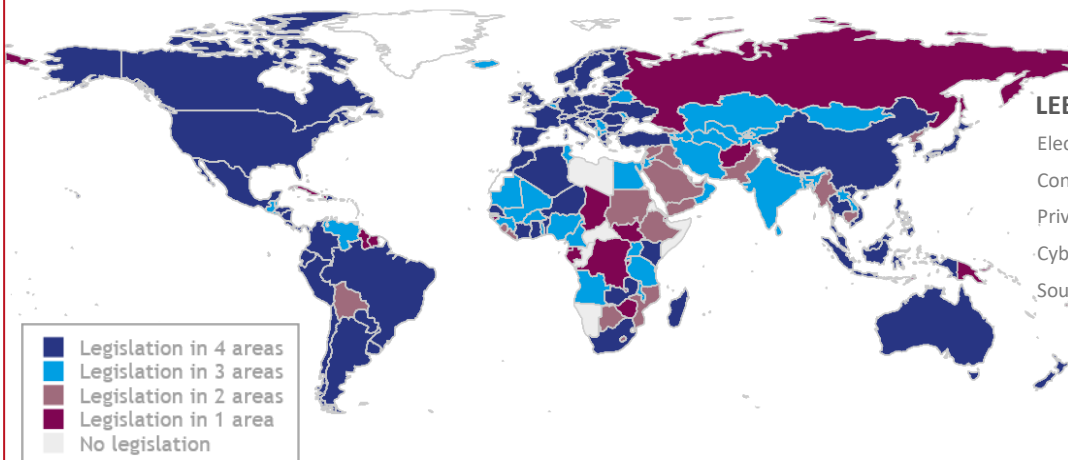 Legislation in 4 areas
Legislation in 3 areas
Legislation in 2 areas
Legislation in 1 area
No legislation